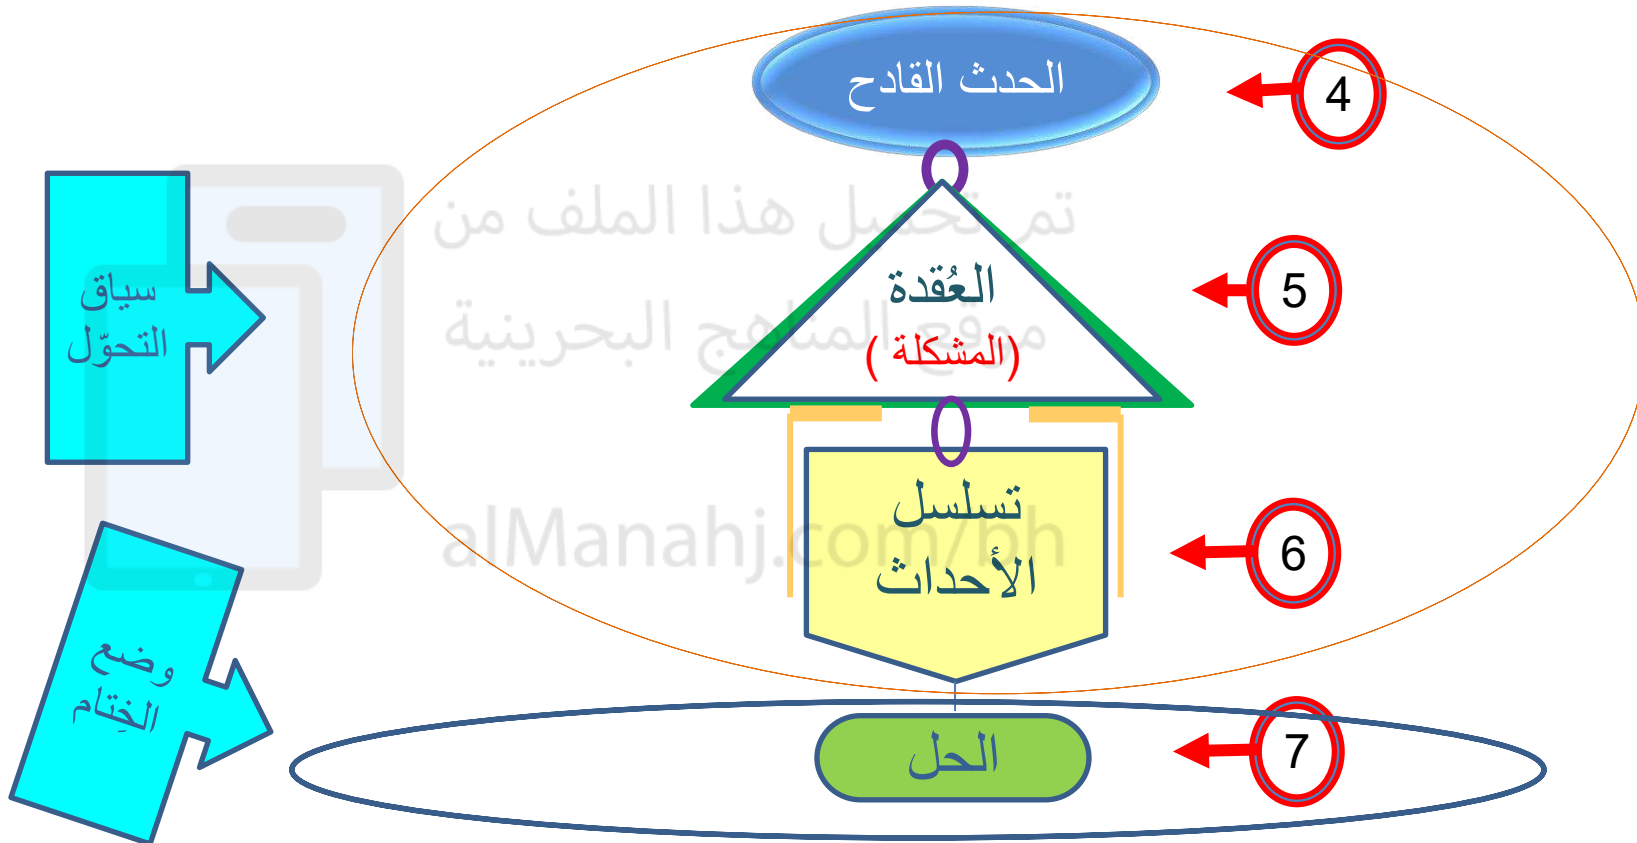 الحدث القادح
4
تم تحميل هذا الملف من
العُقدة
5
موقع المناهج البحرينية
(المشكلة )
سياق
التحوّل
تسلسل
الأحداث
alManahj.com/bh
6
وضع
الخِتام
الحل
7